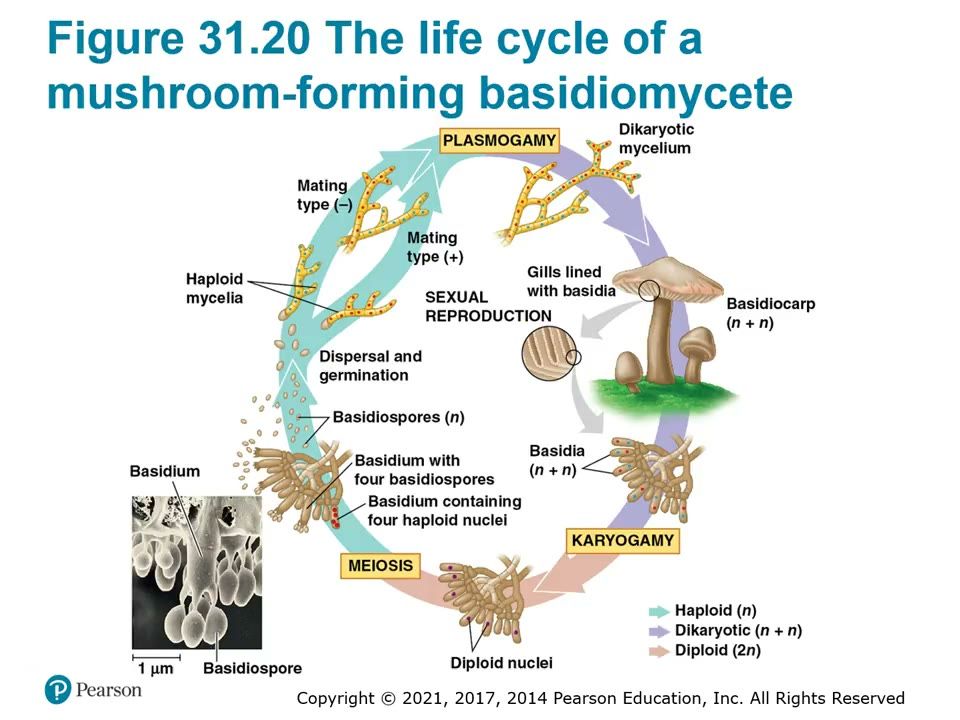 Figure 31.20 The life cycle of a
mushroom-forming basidiomycete
PLASMOGAMY
Dikaryotic
mycelium
Mating
type (–)
Mating
type (+)
Haploid
mycelia
Gills lined
with basidia
SEXUAL
REPRODUCTION
Basidiocarp
(n + n)
Dispersal and
germination
Basidiospores (n)
Basidia
(n + n)
Basidium with
four basidiospores
Basidium
Basidium containing
four haploid nuclei
KARYOGAMY
MEIOSIS
Haploid (n)
Dikaryotic (n + n)
Diploid (2n)
Diploid nuclei
1 µm
Basidiospore
P Pearson
Copyright © 2021, 2017, 2014 Pearson Education, Inc. All Rights Reserved